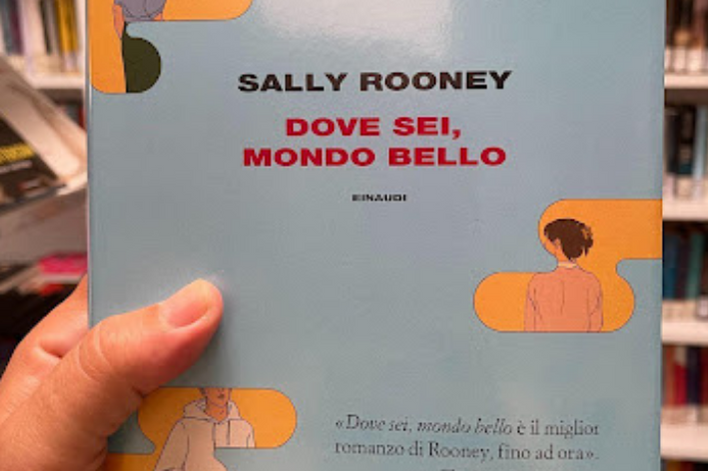 SALLY ROONEY
DOVE SEI,
MONDO BELLO
EINAUDI
«Dove sei, mondo bello è il miglior
romanzo di Rooney, fino ad ora».